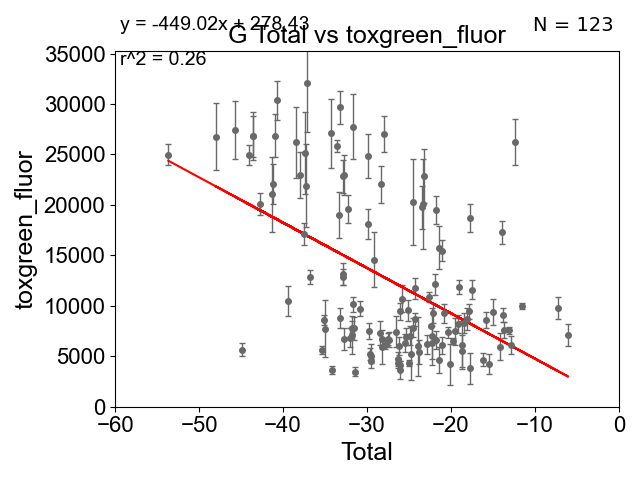 y = -449.02x + 278.43
G Total vs toxgreen_fluor
N = 123
r^2 = 0.26
35000
30000
25000
20000
15000
10000
5000
0
toxgreen_fluor
−60 −50 −40 −30 −20 −10 0
Total